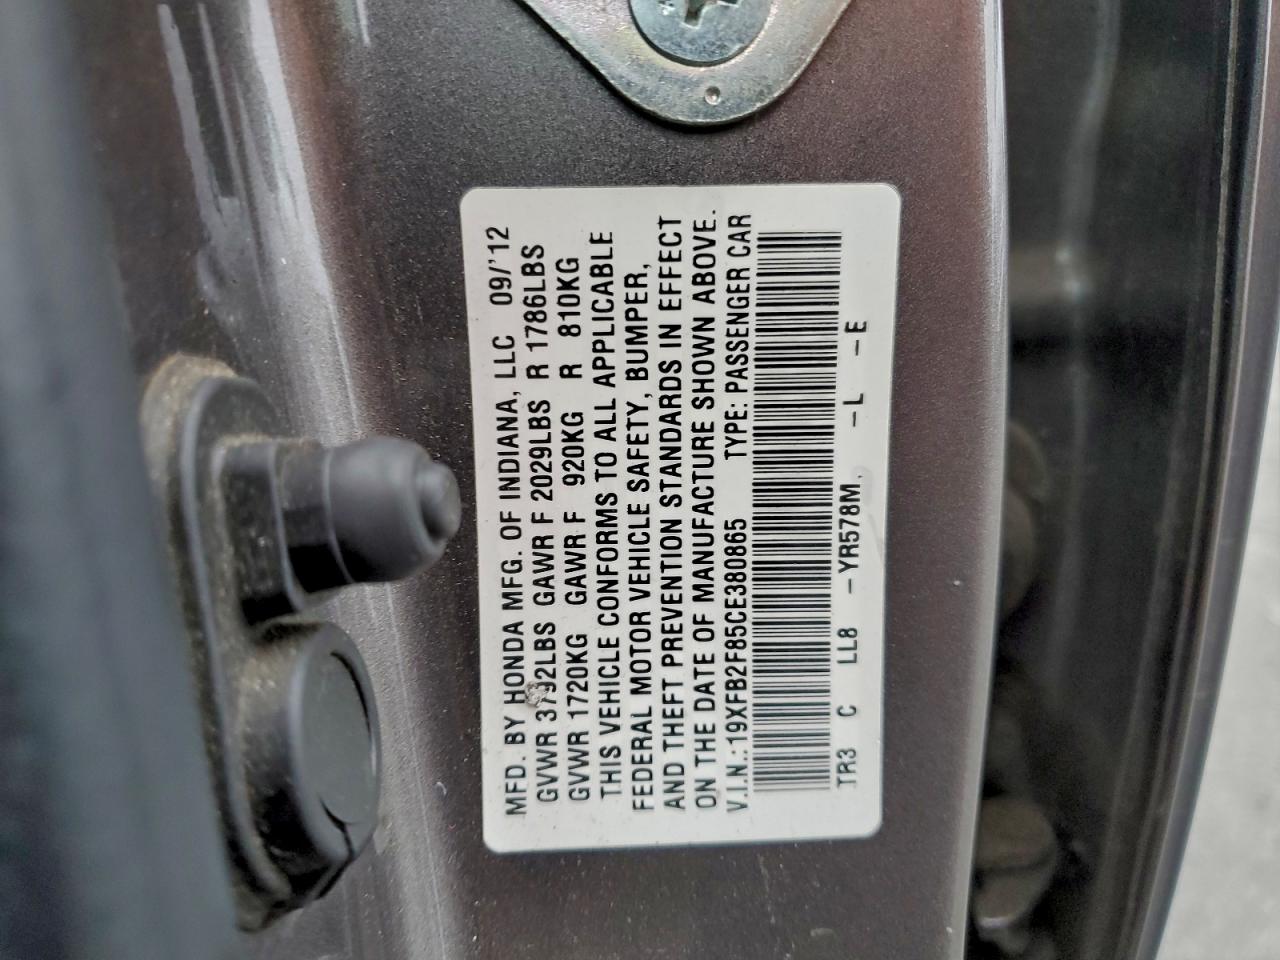 MFD. BY HONDA MFG. OF INDIANA, LLC 09/'12
GVWR 3792LBS GAWR F 2029LBS R 1786LBS
GVWR 1720KG GAWR F 920KG R 810KG
THIS VEHICLE CONFORMS TO ALL APPLICABLE
FEDERAL MOTOR VEHICLE SAFETY, BUMPER,
AND THEFT PREVENTION STANDARDS IN EFFECT
ON THE DATE OF MANUFACTURE SHOWN ABOVE.
V.I.N.: 19XFB2F85CE380865 TYPE: PASSENGER CAR
TR3 C LL8 -YR578M, -L -E